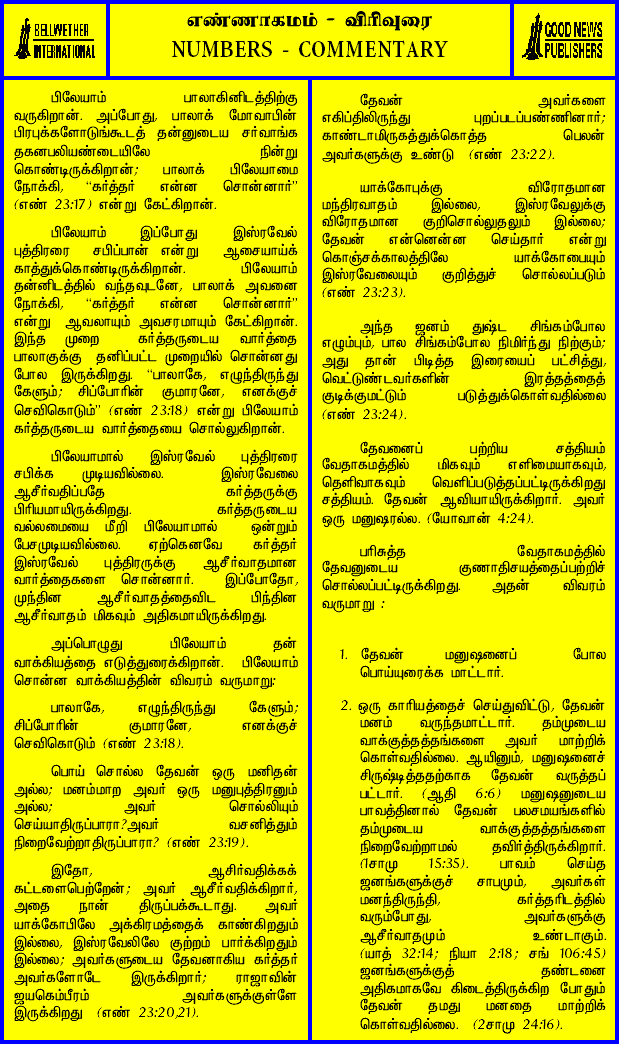 BELLWETHER
INTERNATIONAL
எண்ணாகமம் - விரிவுரை
NUMBERS - COMMENTARY
GOOD NEWS
PUBLISHERS
பிலேயாம் பாலாகினிடத்திற்கு
வருகிறான். அப்போது, பாலாக் மோவாபின்
பிரபுக்களோடுங்கூடத் தன்னுடைய சர்வாங்க
தகனபலியண்டையிலே நின்று
கொண்டிருக்கிறான்; பாலாக் பிலேயாமை
நோக்கி, “கர்த்தர் என்ன சொன்னார்”
(எண் 23:17) என்று கேட்கிறான்.
பிலேயாம் இப்போது இஸ்ரவேல்
புத்திரரை சபிப்பான் என்று ஆசையாய்க்
காத்துக்கொண்டிருக்கிறான். பிலேயாம்
தன்னிடத்தில் வந்தவுடனே, பாலாக் அவனை
நோக்கி, “கர்த்தர் என்ன சொன்னார்”
என்று ஆவலாயும் அவசரமாயும் கேட்கிறான்.
இந்த முறை கர்த்தருடைய வார்த்தை
பாலாகுக்கு தனிப்பட்ட முறையில் சொன்னது
போல இருக்கிறது. “பாலாகே, எழுந்திருந்து
கேளும்; சிப்போரின் குமாரனே, எனக்குச்
செவிகொடும்” (எண் 23:18) என்று பிலேயாம்
கர்த்தருடைய வார்த்தையை சொல்லுகிறான்.
பிலேயாமால் இஸ்ரவேல் புத்திரரை
சபிக்க முடியவில்லை. இஸ்ரவேலை
ஆசீர்வதிப்பதே கர்த்தருக்கு
பிரியமாயிருக்கிறது. கர்த்தருடைய
வல்லமையை மீறி பிலேயாமால் ஒன்றும்
பேசமுடியவில்லை. ஏற்கெனவே கர்த்தர்
இஸ்ரவேல் புத்திரருக்கு ஆசீர்வாதமான
வார்த்தைகளை சொன்னார். இப்போதோ,
முந்தின ஆசீர்வாதத்தைவிட பிந்தின
ஆசீர்வாதம் மிகவும் அதிகமாயிருக்கிறது.
அப்பொழுது பிலேயாம் தன்
வாக்கியத்தை எடுத்துரைக்கிறான். பிலேயாம்
சொன்ன வாக்கியத்தின் விவரம் வருமாறு:
பாலாகே, எழுந்திருந்து கேளும்;
சிப்போரின் குமாரனே, எனக்குச்
செவிகொடும் (எண் 23:18).
பொய் சொல்ல தேவன் ஒரு மனிதன்
அல்ல; மனம்மாற அவர் ஒரு மனுபுத்திரனும்
அல்ல; அவர் சொல்லியும்
செய்யாதிருப்பாரா?அவர் வசனித்தும்
நிறைவேற்றாதிருப்பாரா? (எண் 23:19).
இதோ, ஆசிர்வதிக்கக்
கட்டளைபெற்றேன்; அவர் ஆசீர்வதிக்கிறார்,
அதை நான் திருப்பக்கூடாது. அவர்
யாக்கோபிலே அக்கிரமத்தைக் காண்கிறதும்
இல்லை, இஸ்ரவேலிலே குற்றம் பார்க்கிறதும்
இல்லை; அவர்களுடைய தேவனாகிய கர்த்தர்
அவர்களோடே இருக்கிறார்; ராஜாவின்
ஜயகெம்பீரம் அவர்களுக்குள்ளே
இருக்கிறது (எண் 23:20,21).
தேவன் அவர்களை
எகிப்திலிருந்து புறப்படப்பண்ணினார்;
காண்டாமிருகத்துக்கொத்த பெலன்
அவர்களுக்கு உண்டு (எண் 23:22).
யாக்கோபுக்கு விரோதமான
மந்திரவாதம் இல்லை, இஸ்ரவேலுக்கு
விரோதமான குறிசொல்லுதலும் இல்லை;
தேவன் என்னென்ன செய்தார் என்று
கொஞ்சக்காலத்திலே யாக்கோபையும்
இஸ்ரவேலையும் குறித்துச் சொல்லப்படும்
(எண் 23:23).
அந்த ஜனம் துஷ்ட சிங்கம்போல
எழும்பும், பால சிங்கம்போல நிமிர்ந்து நிற்கும்;
அது தான் பிடித்த இரையைப் பட்சித்து,
வெட்டுண்டவர்களின் இரத்தத்தைத்
குடிக்குமட்டும் படுத்துக்கொள்வதில்லை
(எண் 23:24).
தேவனைப் பற்றிய சத்தியம்
வேதாகமத்தில் மிகவும் எளிமையாகவும்,
தெளிவாகவும் வெளிப்படுத்தப்பட்டிருக்கிறது
சத்தியம். தேவன் ஆவியாயிருக்கிறார். அவர்
ஒரு மனுஷரல்ல. (யோவான் 4:24).
பரிசுத்த வேதாகமத்தில்
தேவனுடைய குணாதிசயத்தைப்பற்றிச்
சொல்லப்பட்டிருக்கிறது. அதன் விவரம்
வருமாறு :
1. தேவன் மனுஷனைப் போல
பொய்யுரைக்க மாட்டார்.
2. ஒரு காரியத்தைச் செய்துவிட்டு, தேவன்
மனம் வருந்தமாட்டார். தம்முடைய
வாக்குத்தத்தங்களை அவர் மாற்றிக்
கொள்வதில்லை. ஆயினும், மனுஷனைச்
சிருஷ்டித்ததற்காக தேவன் வருத்தப்
பட்டார். (ஆதி 6:6) மனுஷனுடைய
பாவத்தினால் தேவன் பலசமயங்களில்
தம்முடைய வாக்குத்தத்தங்களை
நிறைவேற்றாமல் தவிர்த்திருக்கிறார்.
(1சாமு 15:35). பாவம் செய்த
ஜனங்களுக்குச் சாபமும், அவர்கள்
மனந்திருந்தி, கர்த்தரிடத்தில்
வரும்போது, அவர்களுக்கு
ஆசீர்வாதமும் உண்டாகும்.
(யாத் 32:14; நியா 2:18; சங் 106:45)
ஜனங்களுக்குத் தண்டனை
அதிகமாகவே கிடைத்திருக்கிற போதும்
தேவன் தமது மனதை மாற்றிக்
கொள்வதில்லை. (2சாமு 24:16).